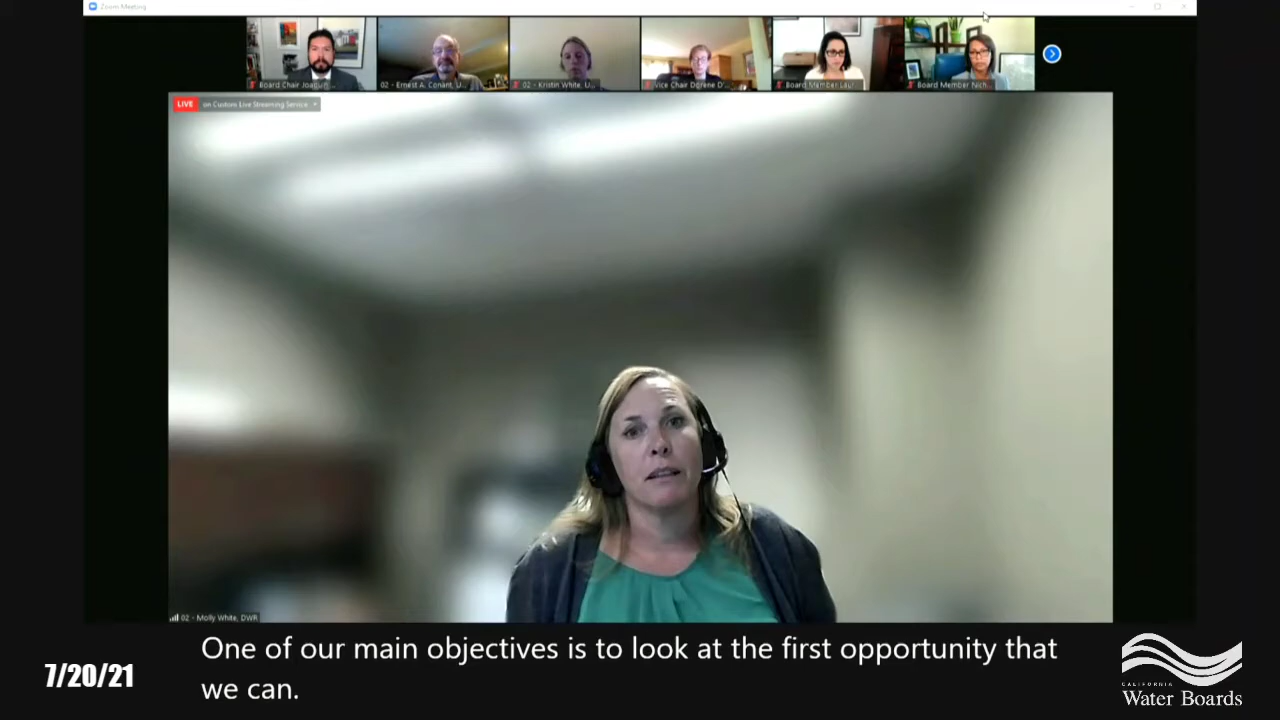 Zoom Meeting
Board Chair Joaquin ...
02 - Ernest A. Conant, U...
02 - Kristin White, U...
Vice Chair Dorene D'...
Board Member Laur...
Board Member Nich...
LIVE on Custom Live Streaming Service
02 - Molly White, DWR
One of our main objectives is to look at the first opportunity that
we can.
7/20/21
CALIFORNIA
Water Boards